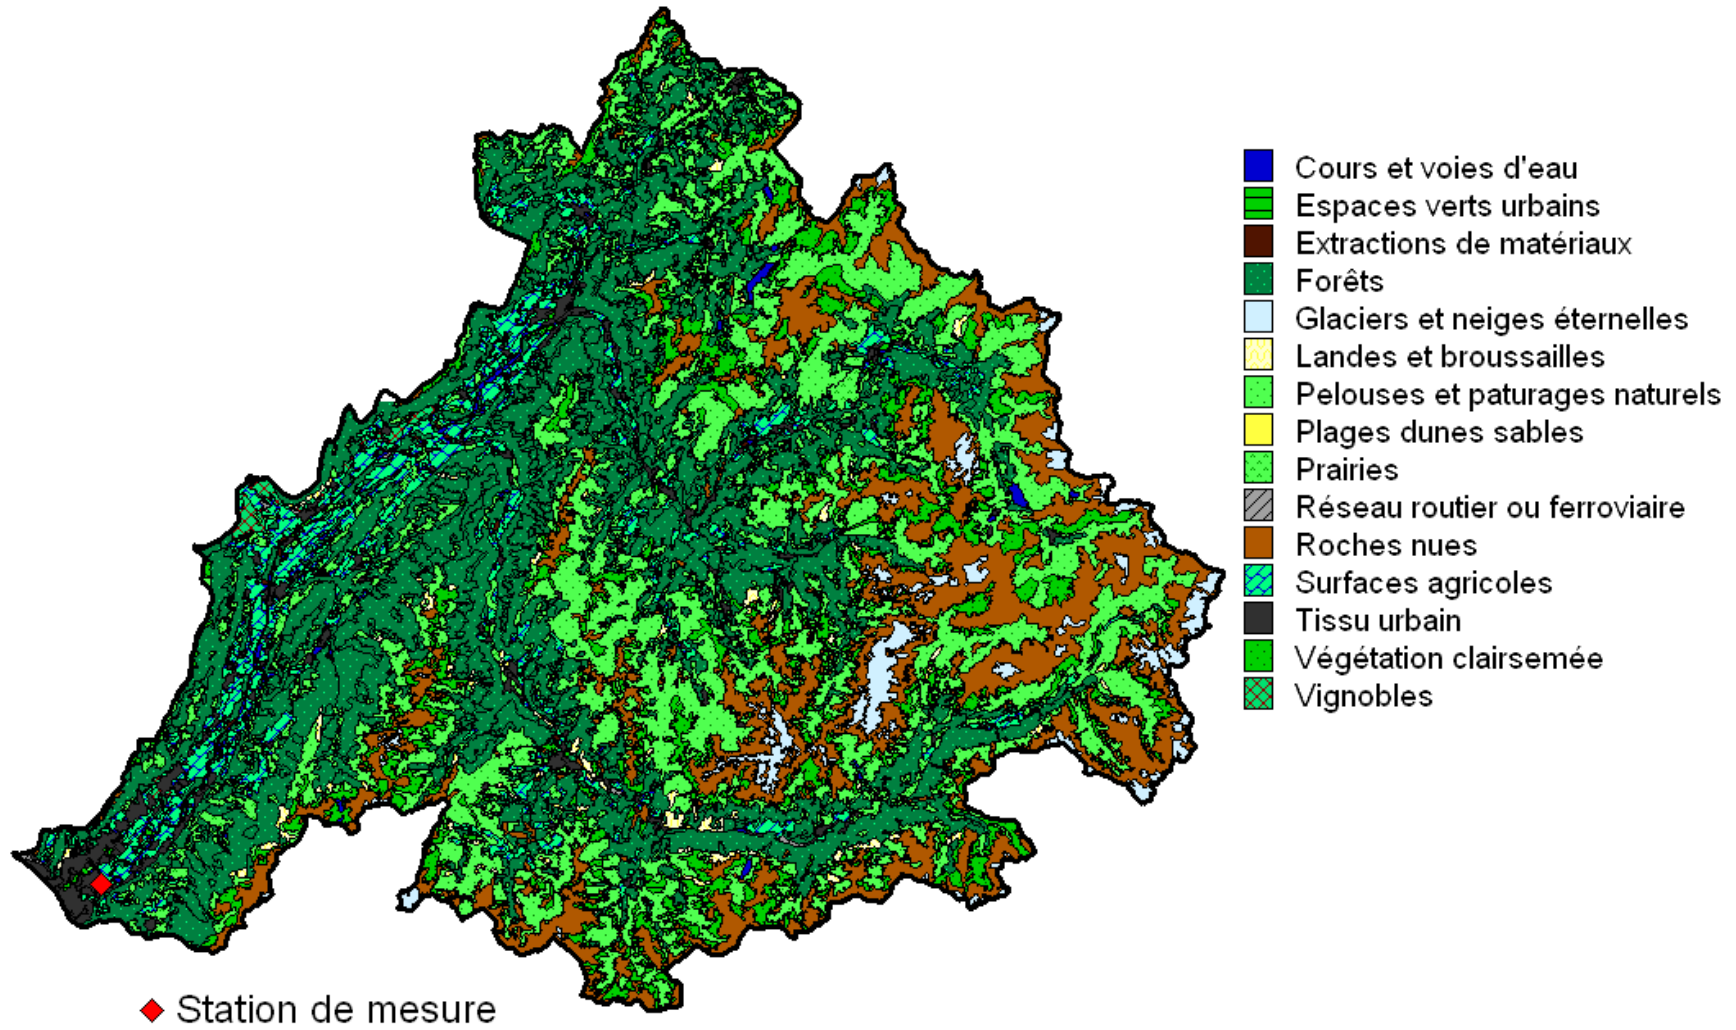 Cours et voies d'eau
Espaces verts urbains
Extractions de matériaux
Forêts
Glaciers et neiges éternelles
Landes et broussailles
Pelouses et paturages naturels
Plages dunes sables
Prairies
Réseau routier ou ferroviaire
Roches nues
Surfaces agricoles
Tissu urbain
Végétation clairsemée
Vignobles
Station de mesure